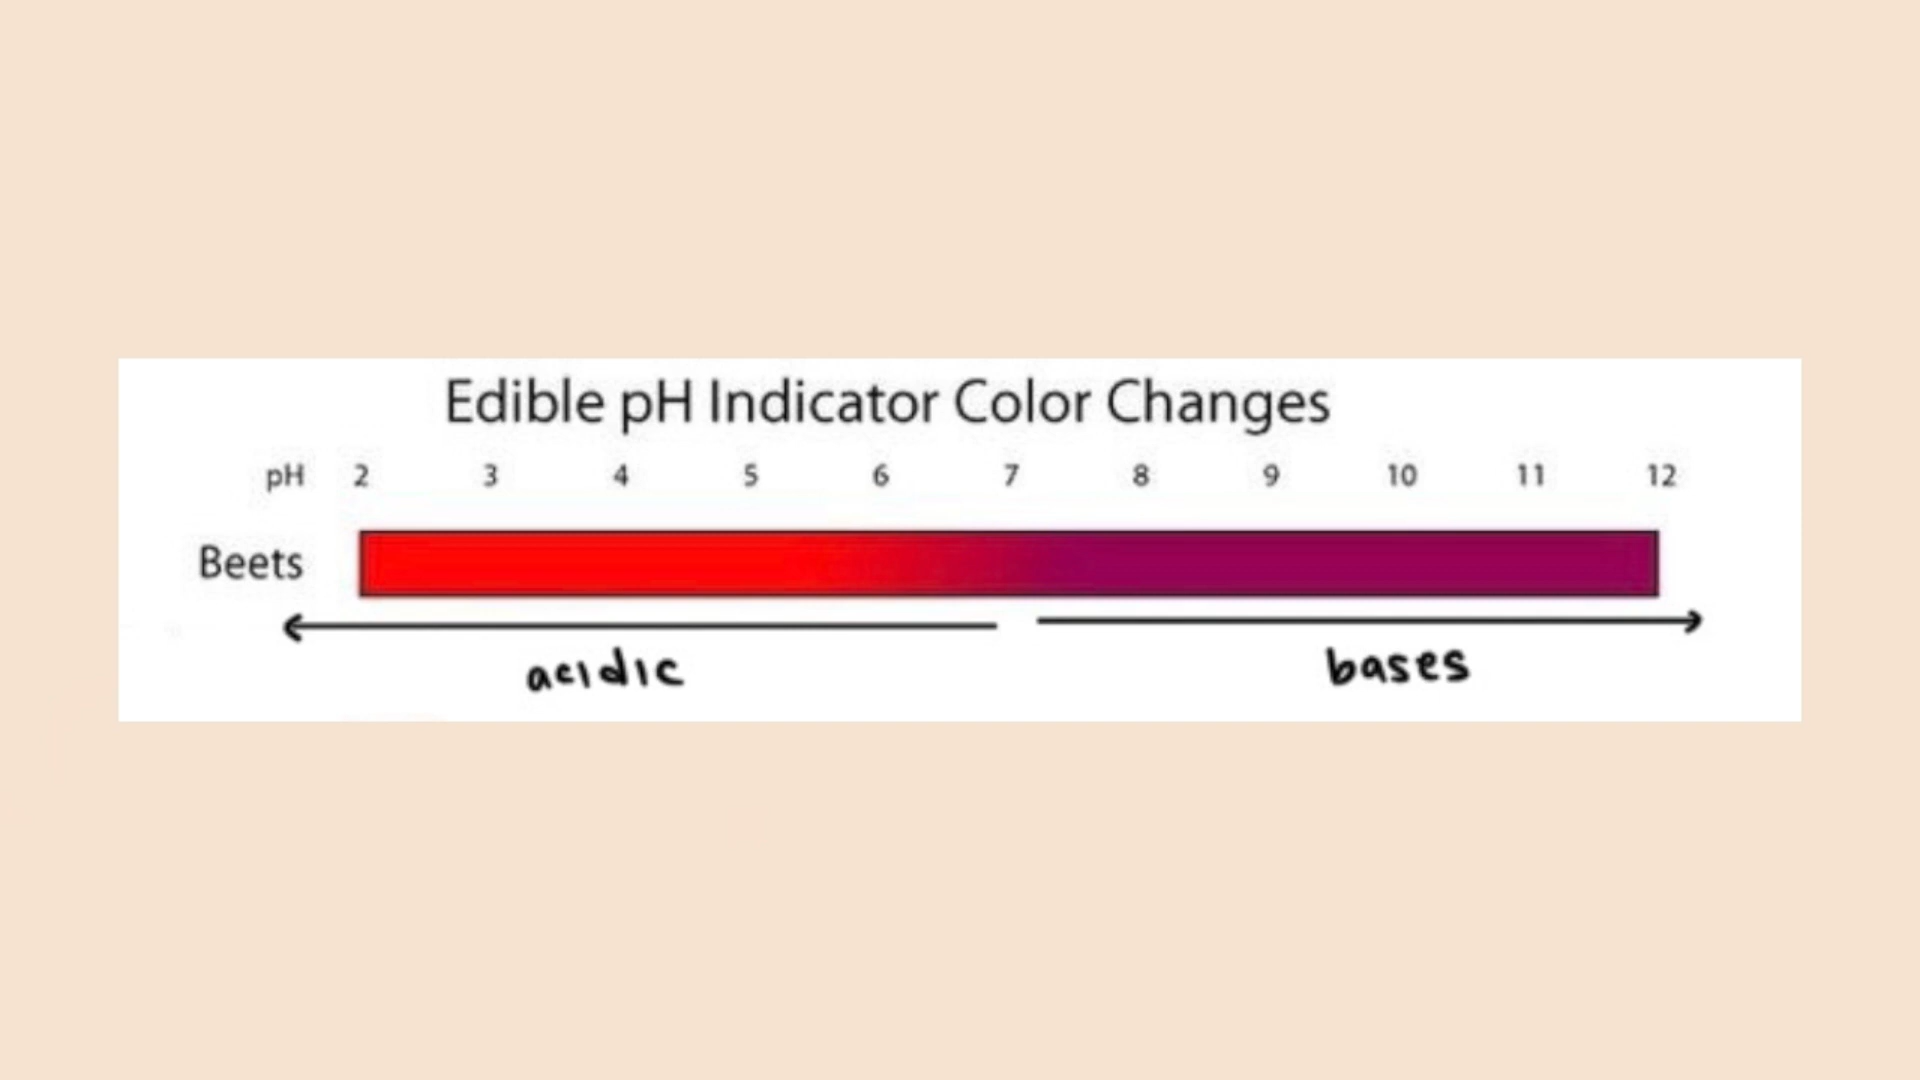 Edible pH Indicator Color Changes
pH 2 3 4 5 6 7 8 9 10 11 12
Beets
acidic bases